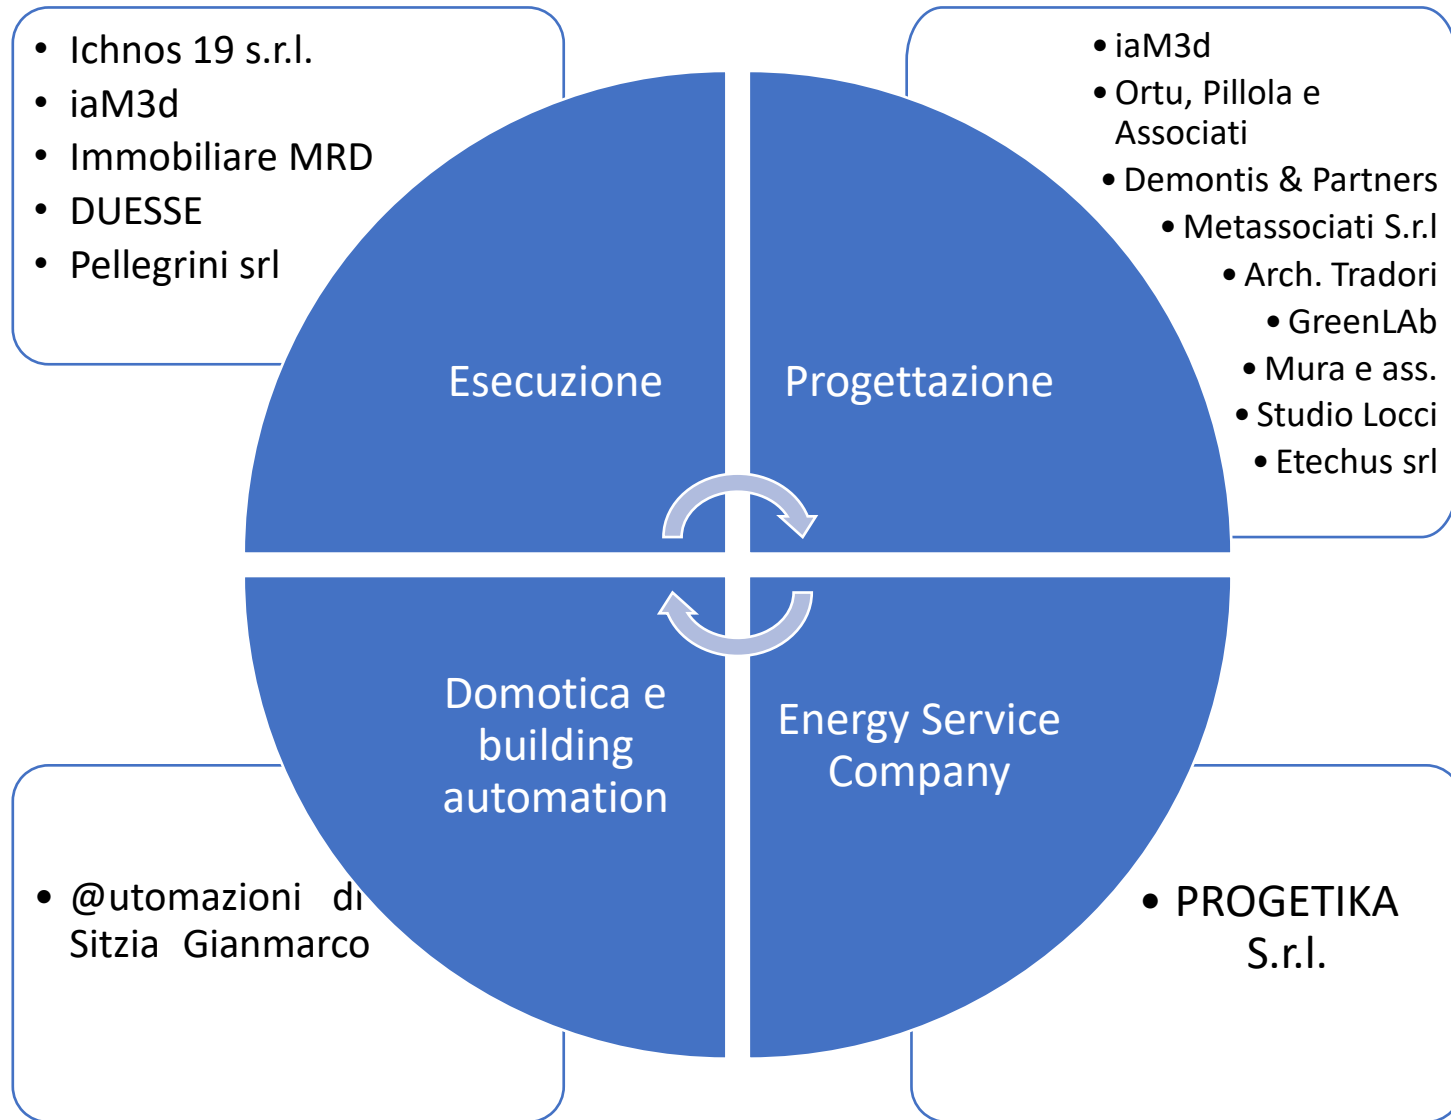 Ichnos 19 s.r.l.
iaM3d
Immobiliare MRD
DUESSE
Pellegrini srl
iaM3d
Ortu, Pillola e
Associati
Demontis & Partners
Metassociati S.r.l
Arch. Tradori
GreenLAb
Mura e ass.
Studio Locci
Etechus srl
Esecuzione
Progettazione
Domotica e
building
automation
Energy Service
Company
@utomazioni di
Sitzia Gianmarco
PROGETIKA
S.r.l.